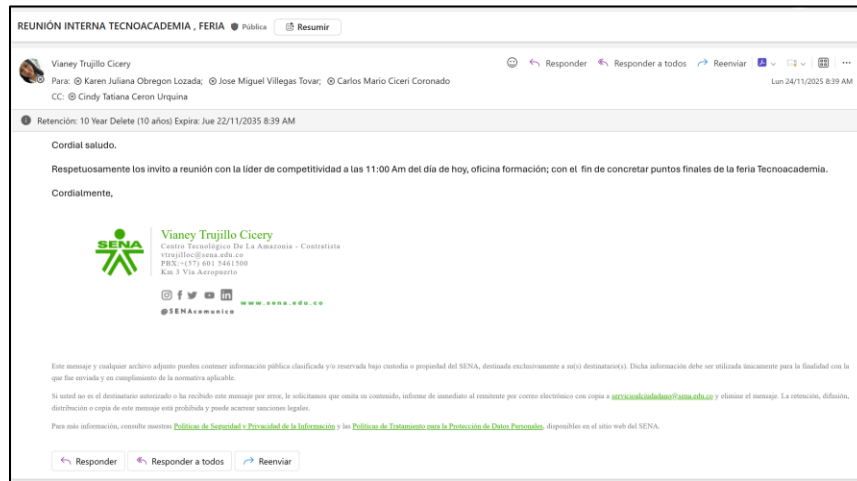 REUNIÓN INTERNA TECNOACADEMIA , FERIA Pública Resumir
Vianey Trujillo Cicery
Responder Responder a todos Reenviar
Para: Karen Juliana Obregon Lozada; Jose Miguel Villegas Tovar; Carlos Mario Ciceri Coronado
Lun 24/11/2025 8:39 AM
CC: Cindy Tatiana Ceron Urquina
Retención: 10 Year Delete (10 años) Expira: Jue 22/11/2035 8:39 AM
Cordial saludo.
Respetuosamente los invito a reunión con la líder de competitividad a las 11:00 Am del día de hoy, oficina formación; con el fin de concretar puntos finales de la feria Tecnoacademia.
Cordialmente,
SENA
Vianey Trujillo Cicery
Centro Tecnológico De La Amazonia - Contratista
vtrujilloc@sena.edu.co
PBX:+(57) 601 5461500
Km 3 Vía Aeropuerto
@SENAcomunica
www.sena.edu.co
Este mensaje y cualquier archivo adjunto pueden contener información pública clasificada y/o reservada bajo custodia o propiedad del SENA, destinada exclusivamente a su(s) destinatario(s). Dicha información debe ser utilizada únicamente para la finalidad con la
que fue enviada y en cumplimiento de la normativa aplicable.
Si usted no es el destinatario autorizado o ha recibido este mensaje por error, le solicitamos que omita su contenido, informe de inmediato al remitente por correo electrónico con copia a servicioalciudadano@sena.edu.co y elimine el mensaje. La retención, difusión,
distribución o copia de este mensaje está prohibida y puede acarrear sanciones legales.
Para más información, consulte nuestras Políticas de Seguridad y Privacidad de la Información y las Políticas de Tratamiento para la Protección de Datos Personales, disponibles en el sitio web del SENA.
Responder Responder a todos Reenviar